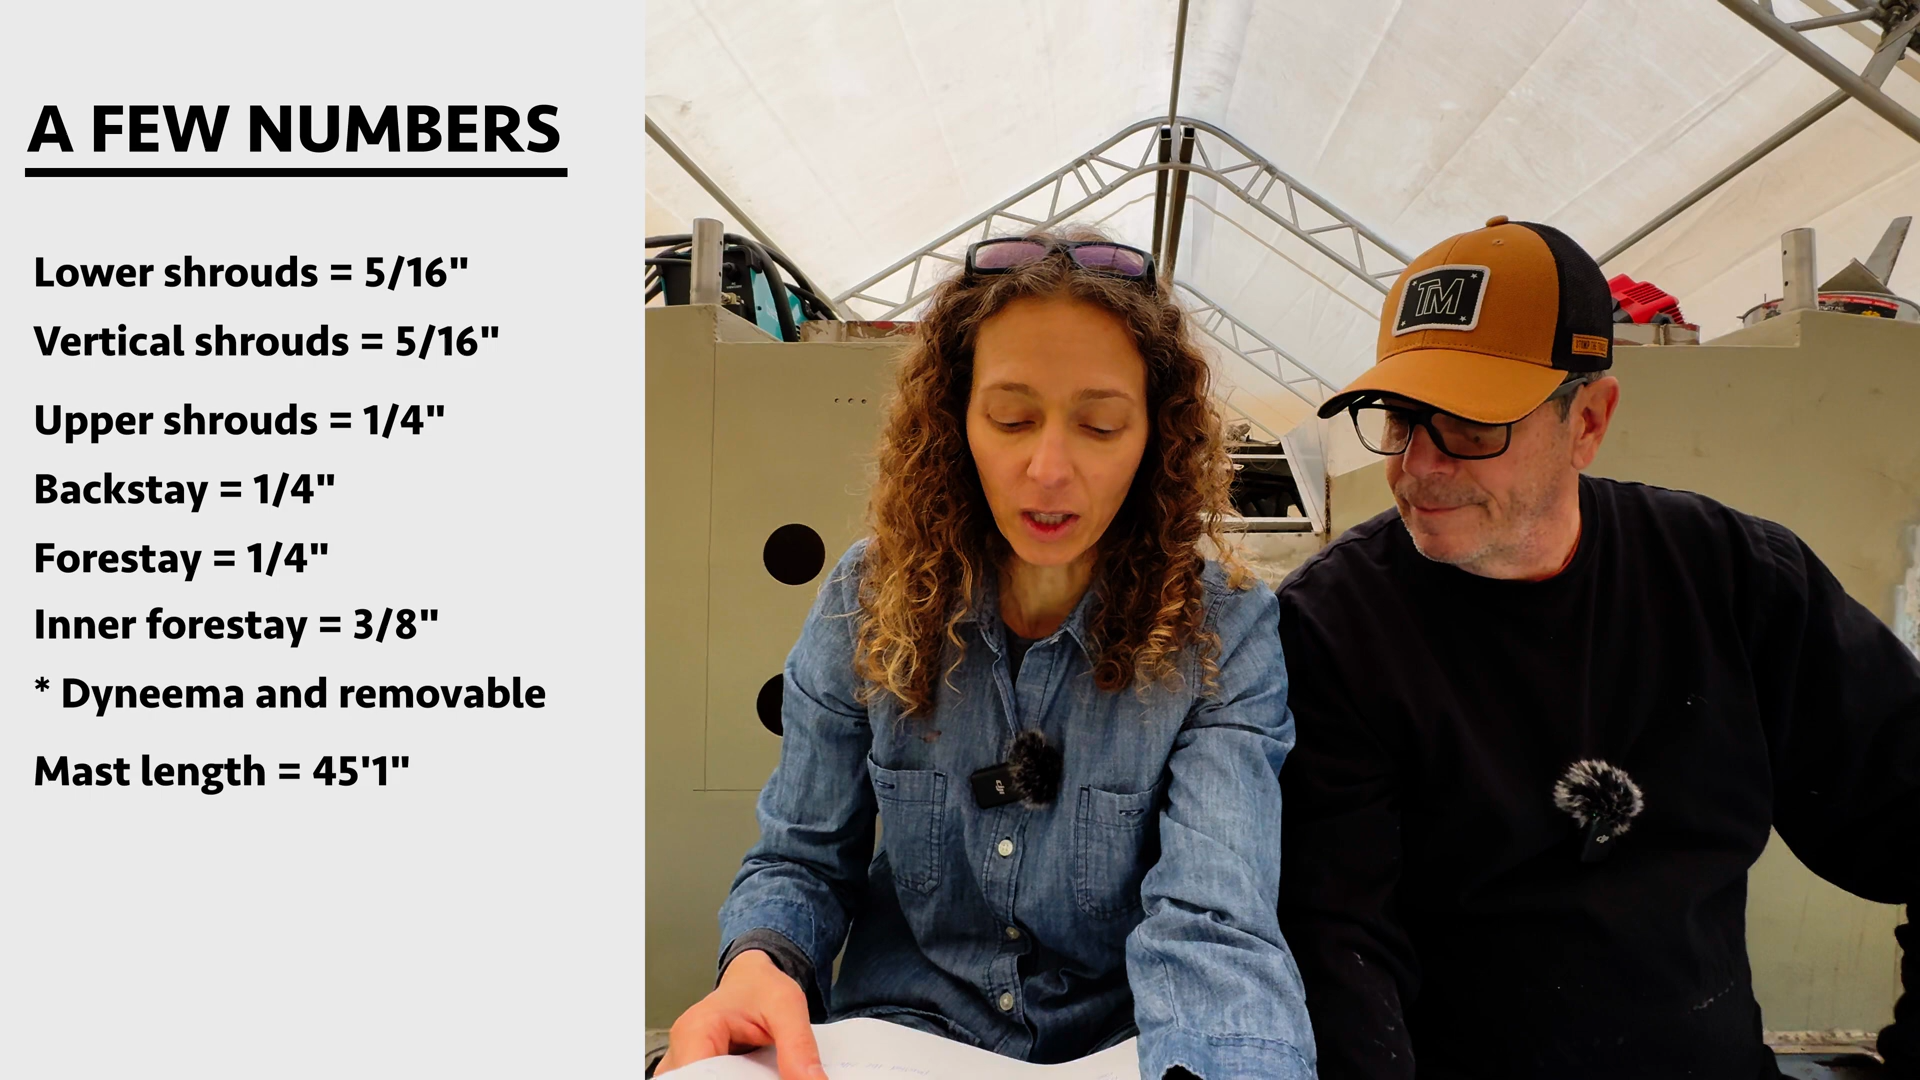 A FEW NUMBERS
Lower shrouds = 5/16"
Vertical shrouds = 5/16"
Upper shrouds = 1/4"
Backstay = 1/4"
Forestay = 1/4"
Inner forestay = 3/8"
* Dyneema and removable
Mast length = 45'1"
TM
dji